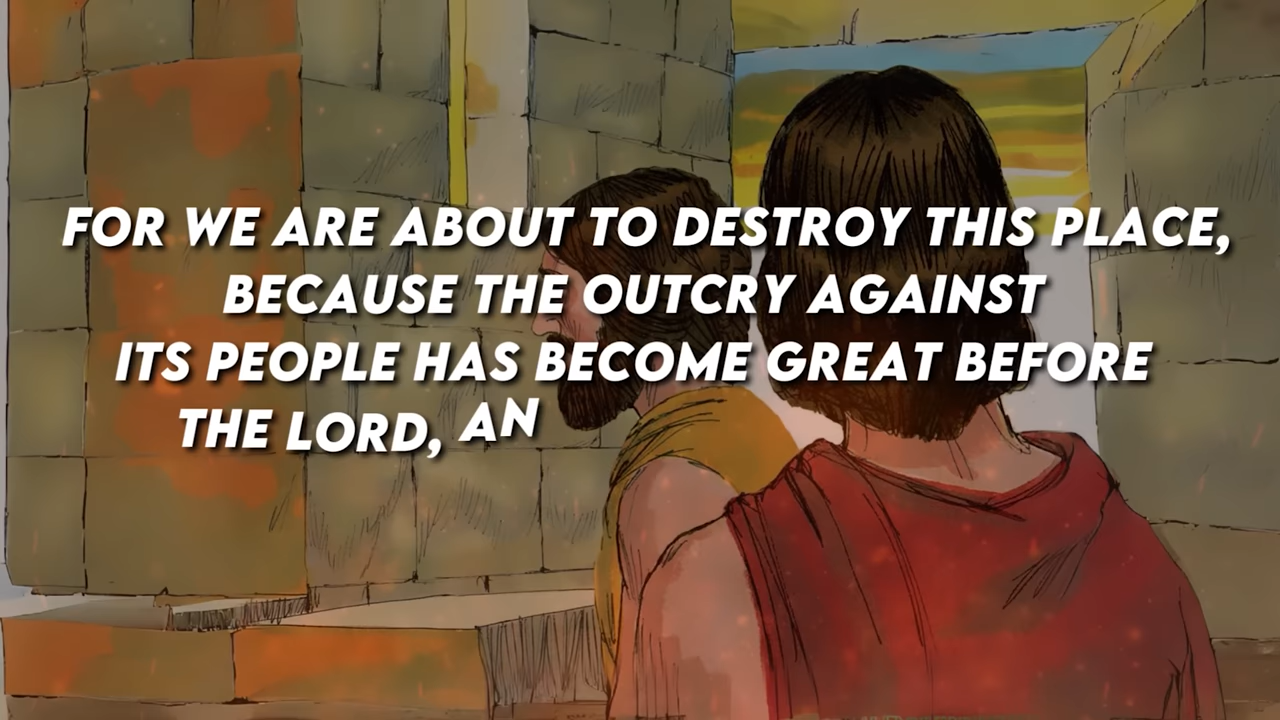 FOR WE ARE ABOUT TO DESTROY THIS PLACE,
BECAUSE THE OUTCRY AGAINST
ITS PEOPLE HAS BECOME GREAT BEFORE
THE LORD, AN